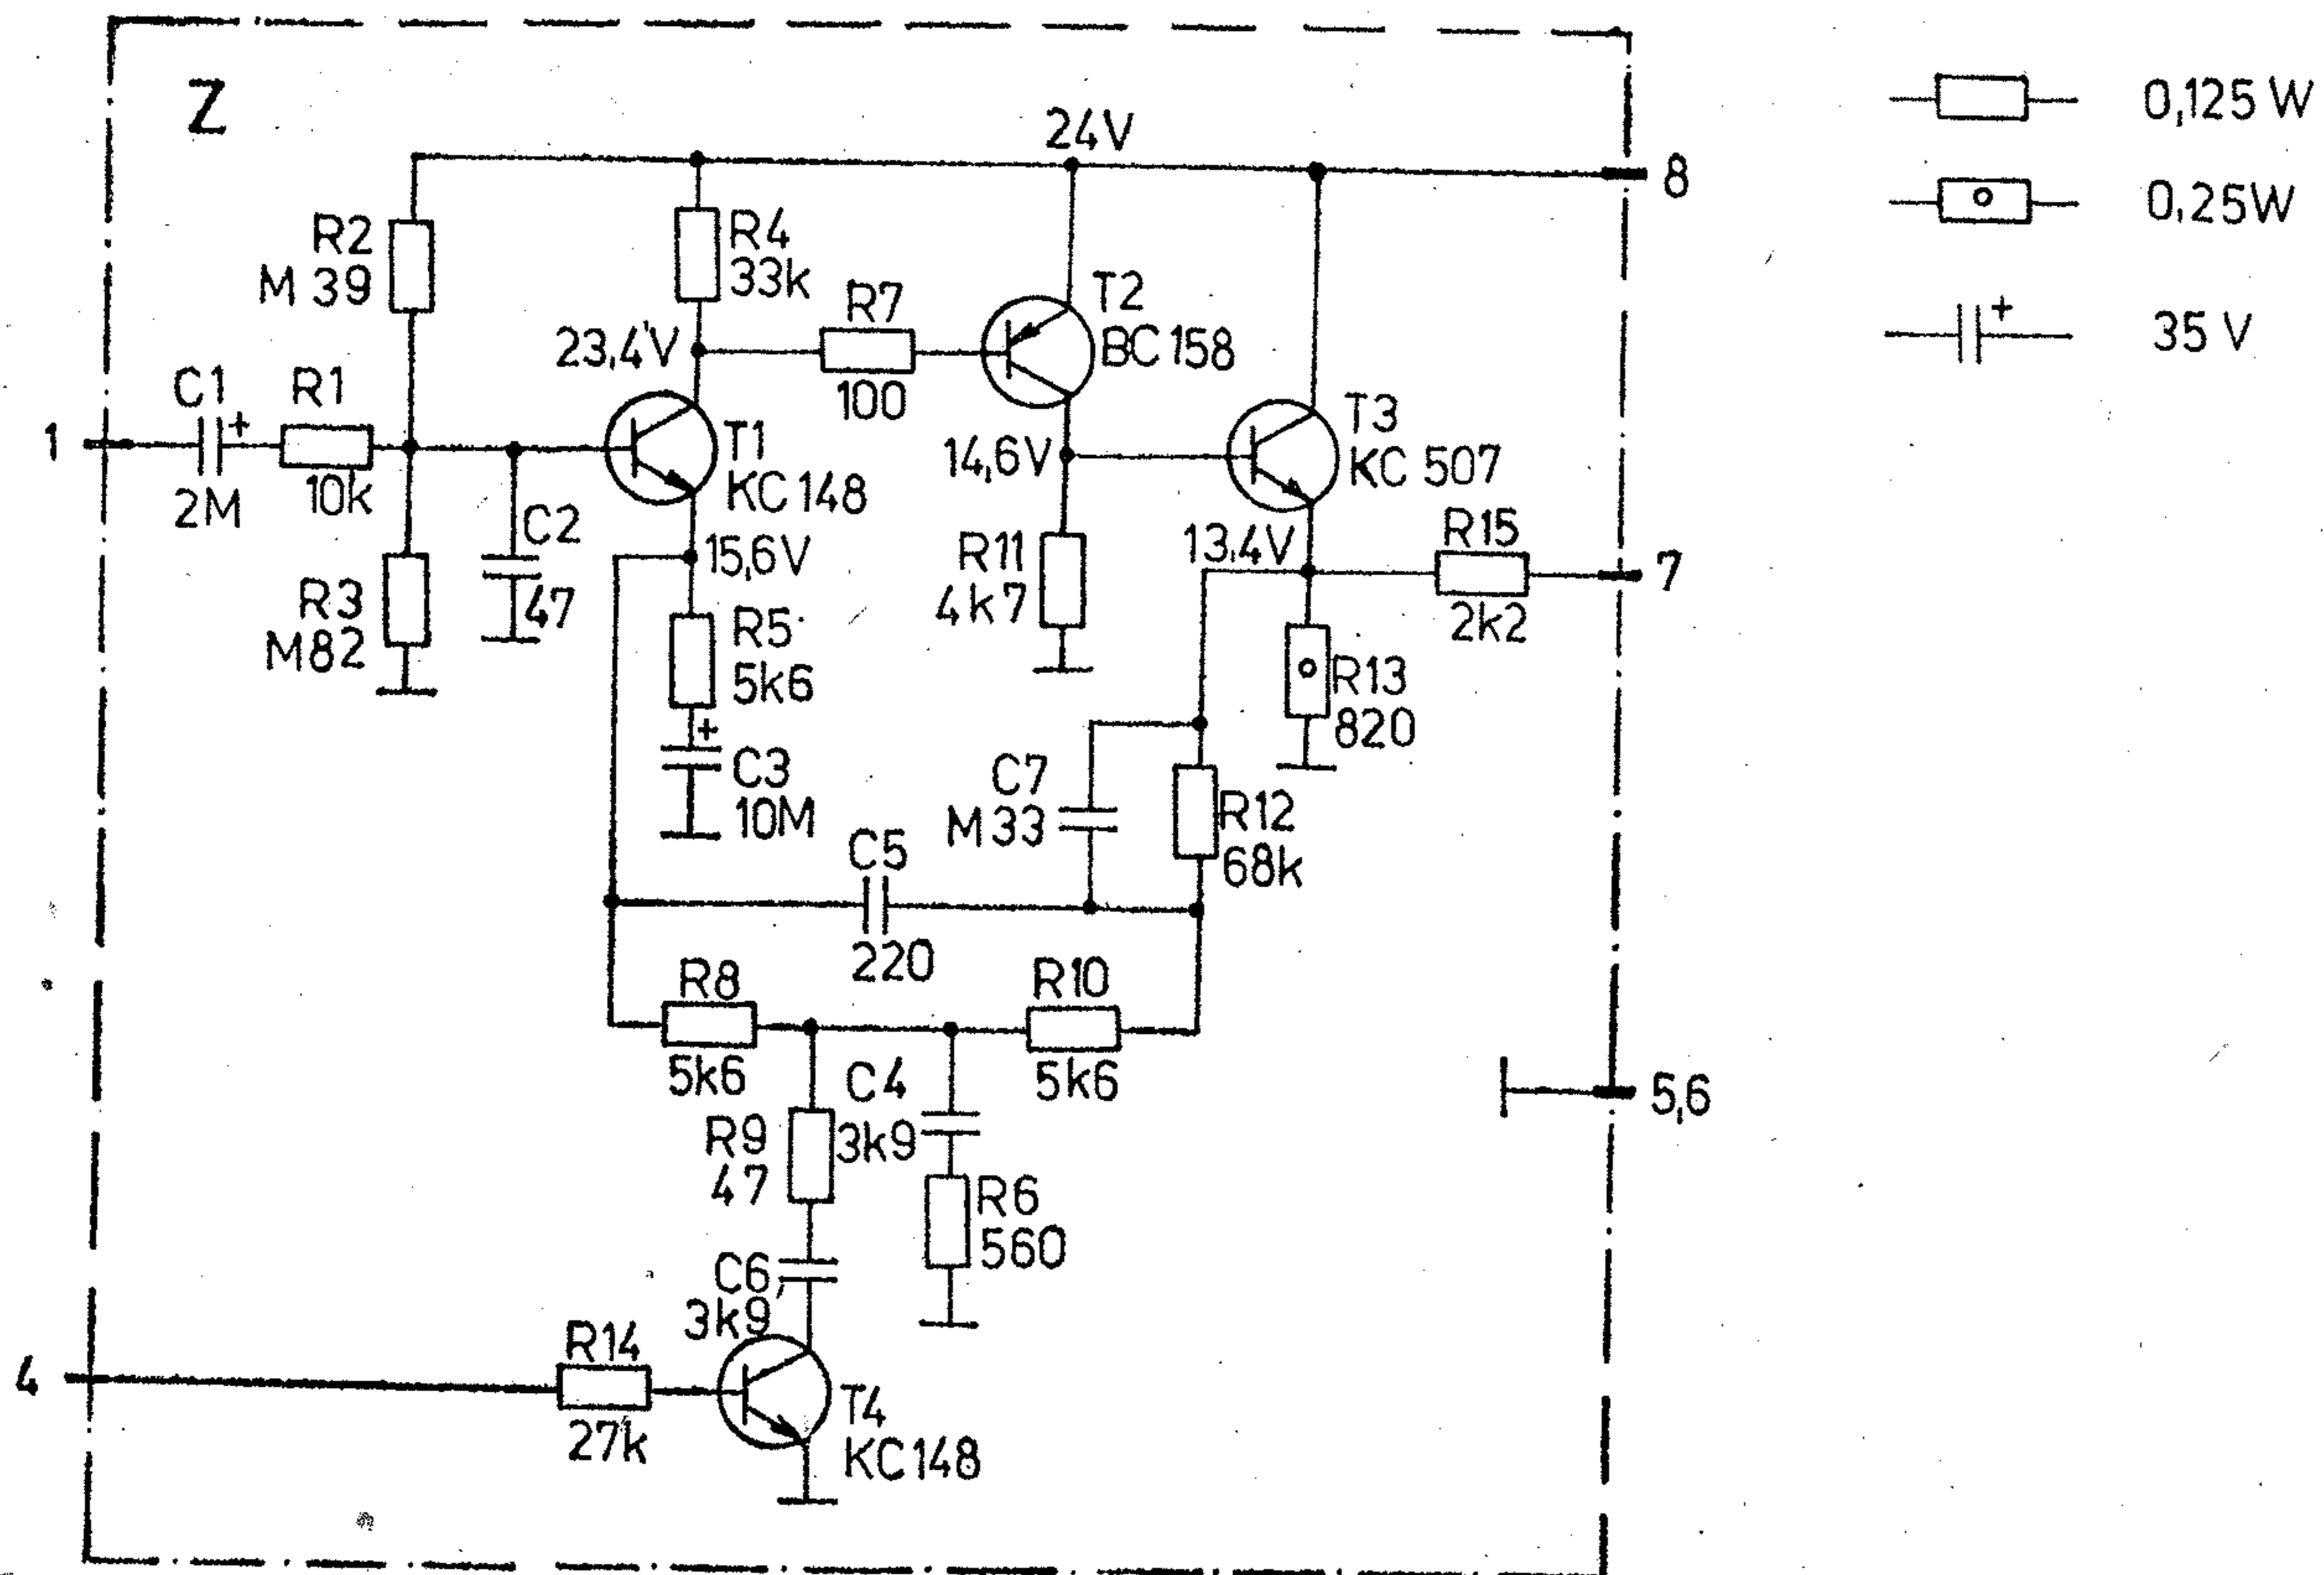 Z
24V
8
0,125 W
0,25W
+
35 V
R2
M 39
R4
33k
23,4V
R7
100
T2
BC 158
1
C1
+
2M
R1
10k
T1
KC 148
14,6V
T3
KC 507
C2
47
15,6V
13,4V
R15
2k2
7
R3
M82
R5
5k6
R11
4k7
R13
820
+
C3
10M
C7
M33
R12
68k
C5
220
R8
5k6
R10
5k6
5,6
C4
3k9
R9
47
R6
560
C6
3k9
4
R14
27k
T4
KC 148